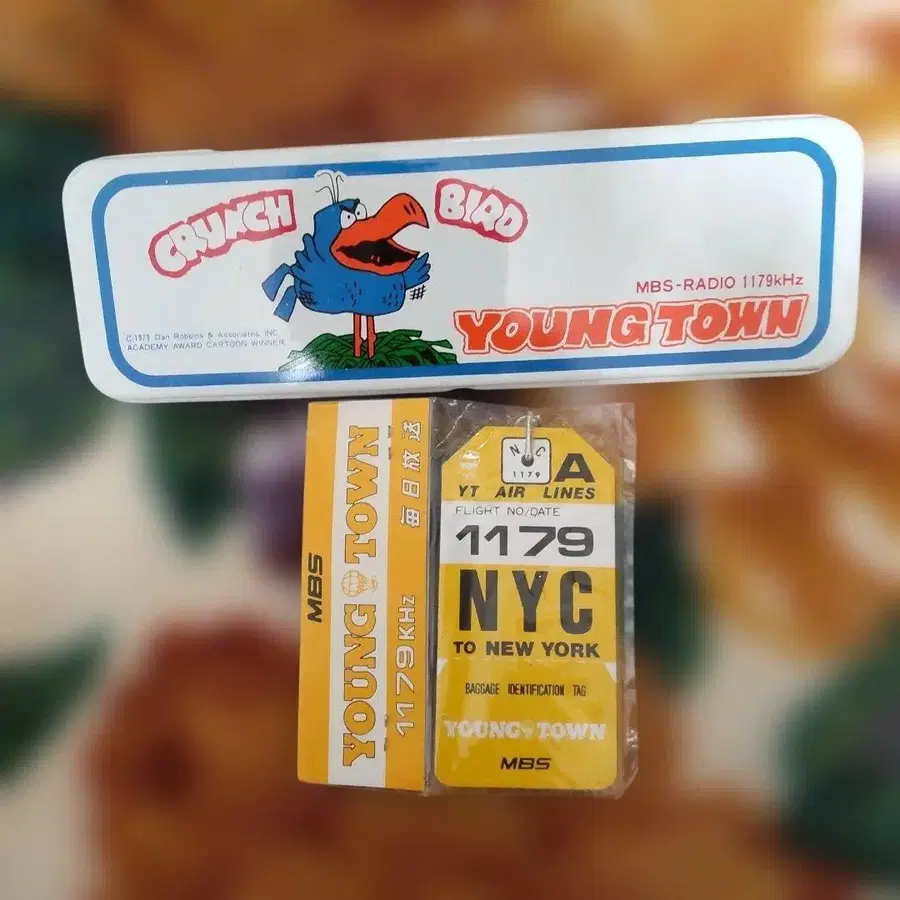 CRUNCH BIRD
MBS-RADIO 1179kHz
YOUNG TOWN
Dan Robbins & Associates, INC.
ACADEMY AWARD CARTOON WINNER
MBS
YOUNG TOWN
1179KHz 毎日放送
NYC
1179
A
YT AIR LINES
FLIGHT NO/DATE
1179
NYC
TO NEW YORK
BAGGAGE IDENTIFICATION TAG
YOUNG TOWN
MBS